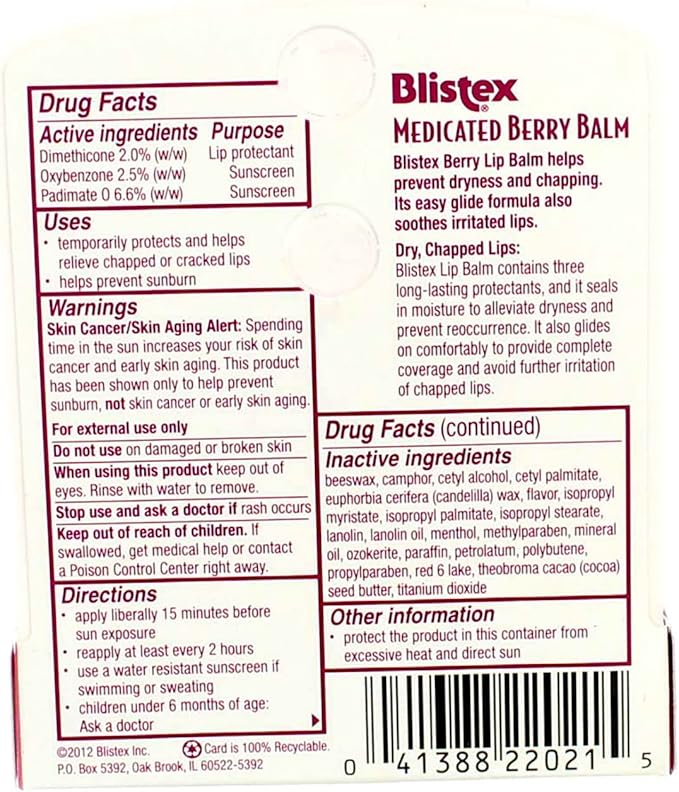 Drug Facts
Active ingredients Purpose
Dimethicone 2.0% (w/w) Lip protectant
Oxybenzone 2.5% (w/w) Sunscreen
Padimate O 6.6% (w/w) Sunscreen
Uses
• temporarily protects and helps
relieve chapped or cracked lips
• helps prevent sunburn
Warnings
Skin Cancer/Skin Aging Alert: Spending
time in the sun increases your risk of skin
cancer and early skin aging. This product
has been shown only to help prevent
sunburn, not skin cancer or early skin aging.
For external use only
Do not use on damaged or broken skin
When using this product keep out of
eyes. Rinse with water to remove.
Stop use and ask a doctor if rash occurs
Keep out of reach of children. If
swallowed, get medical help or contact
a Poison Control Center right away.
Directions
• apply liberally 15 minutes before
sun exposure
• reapply at least every 2 hours
• use a water resistant sunscreen if
swimming or sweating
• children under 6 months of age:
Ask a doctor
©2012 Blistex Inc. Card is 100% Recyclable.
P.O. Box 5392, Oak Brook, IL 60522-5392
Blistex®
MEDICATED BERRY BALM
Blistex Berry Lip Balm helps
prevent dryness and chapping.
Its easy glide formula also
soothes irritated lips.
Dry, Chapped Lips:
Blistex Lip Balm contains three
long-lasting protectants, and it seals
in moisture to alleviate dryness and
prevent reoccurrence. It also glides
on comfortably to provide complete
coverage and avoid further irritation
of chapped lips.
Drug Facts (continued)
Inactive ingredients
beeswax, camphor, cetyl alcohol, cetyl palmitate,
euphorbia cerifera (candelilla) wax, flavor, isopropyl
myristate, isopropyl palmitate, isopropyl stearate,
lanolin, lanolin oil, menthol, methylparaben, mineral
oil, ozokerite, paraffin, petrolatum, polybutene,
propylparaben, red 6 lake, theobroma cacao (cocoa)
seed butter, titanium dioxide
Other information
• protect the product in this container from
excessive heat and direct sun
0 41388 22021 5